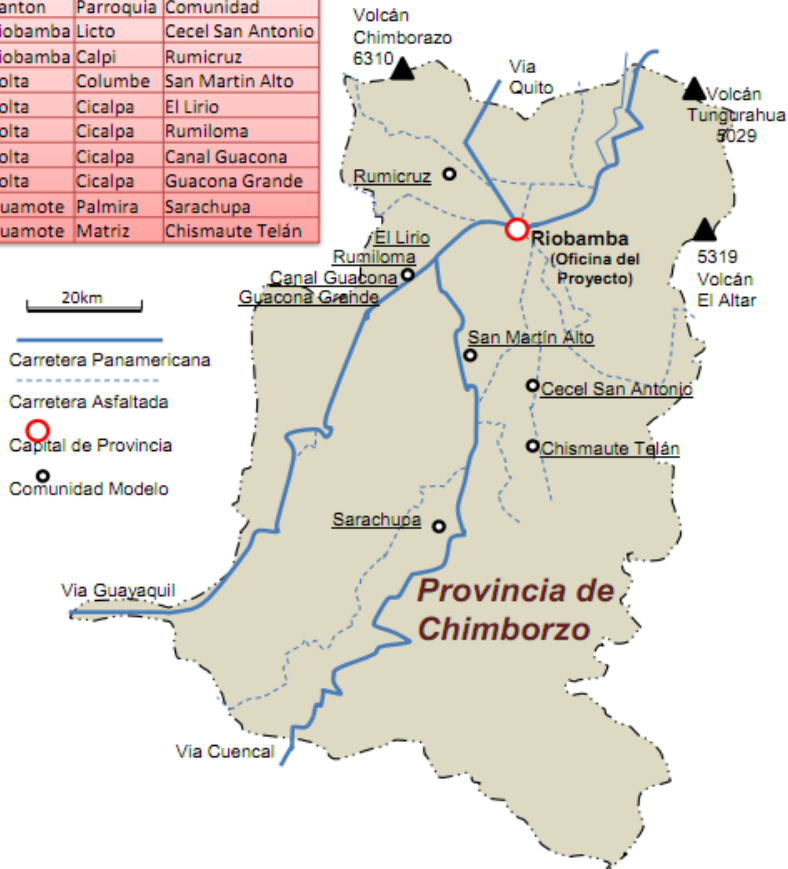 anton Parroquia Comunidad
iobamba Licto Cecel San Antonio
iobamba Calpi Rumicruz
olta Columbe San Martin Alto
olta Cicalpa El Lirio
olta Cicalpa Rumiloma
olta Cicalpa Canal Guacona
olta Cicalpa Guacona Grande
uamote Palmira Sarachupa
uamote Matriz Chismaute Telán
Volcán
Chimborazo
6310
Via
Quito
Volcán
Tungurahua
5029
Rumicruz
El Lirio
Rumiloma
Canal Guacona
Guacona Grande
Riobamba
(Oficina del
Proyecto)
5319
Volcán
El Altar
20km
San Martín Alto
Carretera Panamericana
Cecel San Antonio
Carretera Asfaltada
Capital de Provincia
Chismaute Telán
Comunidad Modelo
Sarachupa
Via Guayaquil
Provincia de
Chimborzo
Via Cuencal